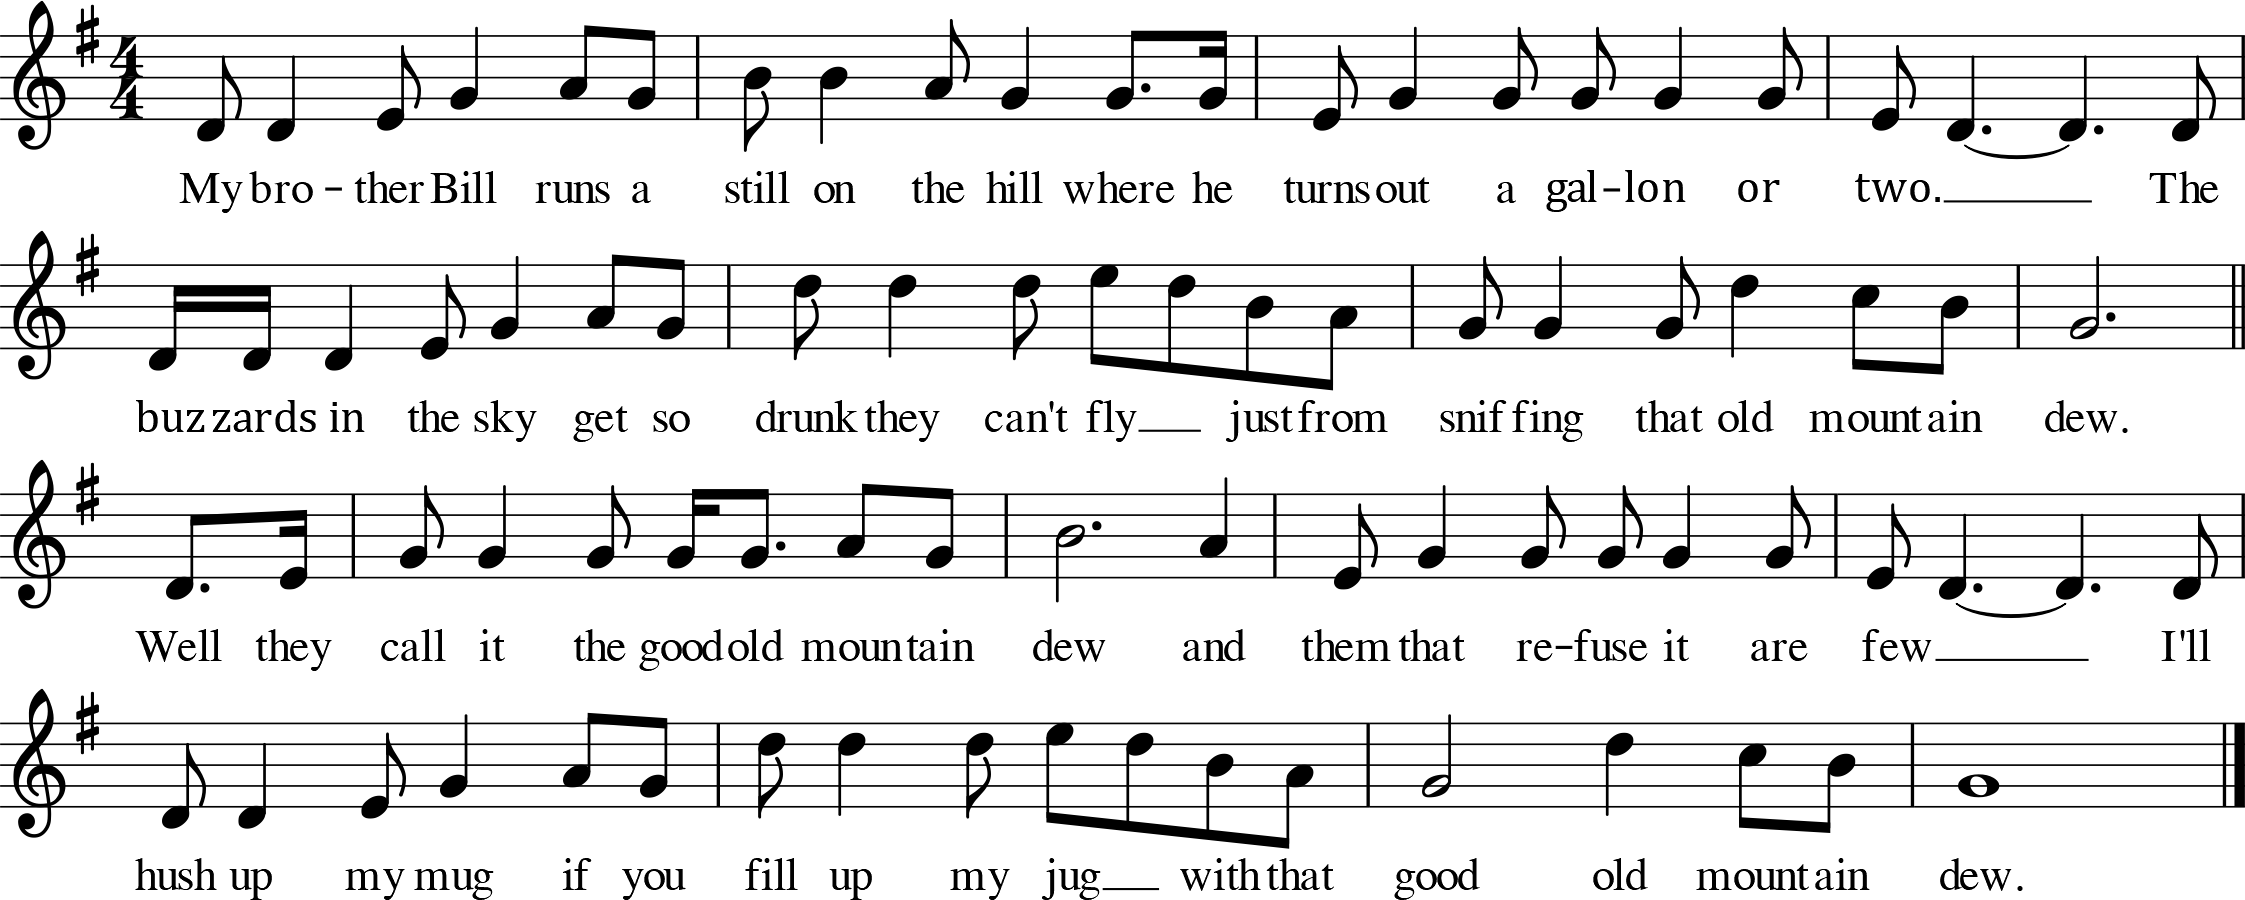 4
4
My bro - ther Bill runs a still on the hill where he turns out a gal - lon or two. The
buz zzards in the sky get so drunk they can't fly just from snif fing that old mount ain dew.
Well they call it the good old moun tain dew and them that re - fuse it are few I'll
hush up my mug if you fill up my jug with that good old mount ain dew.